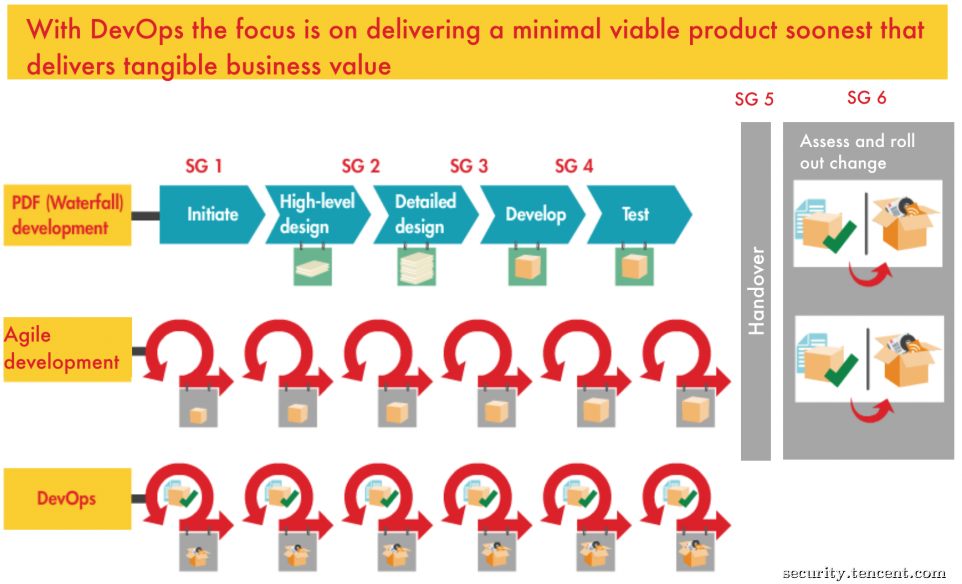 With DevOps the focus is on delivering a minimal viable product soonest that
delivers tangible business value
SG 5
SG 6
Assess and roll
out change
SG 1
SG 2
SG 3
SG 4
PDF (Waterfall)
development
Initiate
High-level
design
Detailed
design
Develop
Test
Handover
Agile
development
DevOps
security.tencent.com